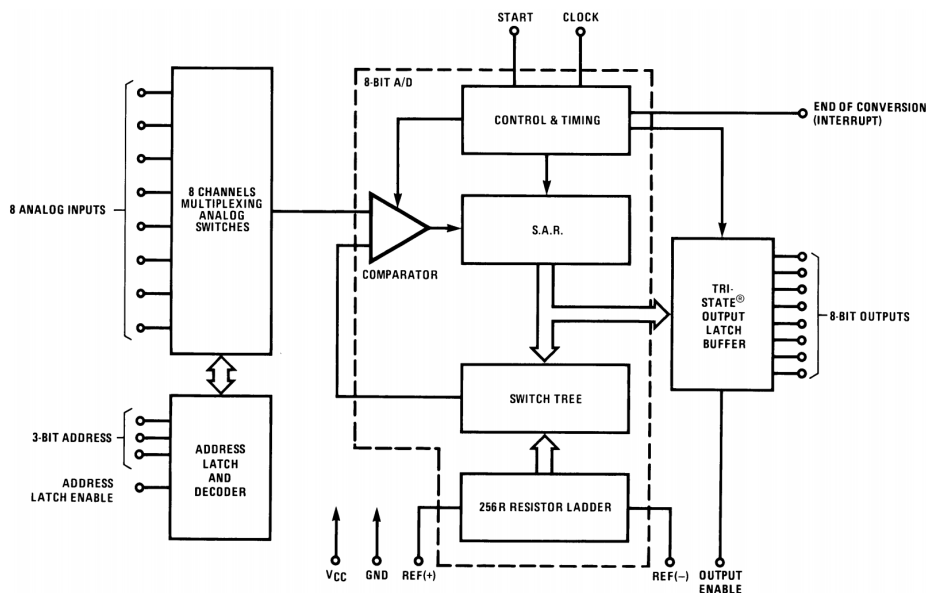 START
CLOCK
8-BIT A/D
CONTROL & TIMING
END OF CONVERSION
(INTERRUPT)
8 ANALOG INPUTS
8 CHANNELS
MULTIPLEXING
ANALOG
SWITCHES
S.A.R.
COMPARATOR
TRI-
STATE®
OUTPUT
LATCH
BUFFER
8-BIT OUTPUTS
SWITCH TREE
3-BIT ADDRESS
ADDRESS
LATCH ENABLE
ADDRESS
LATCH
AND
DECODER
256R RESISTOR LADDER
VCC
GND
REF(+)
REF(−)
OUTPUT
ENABLE